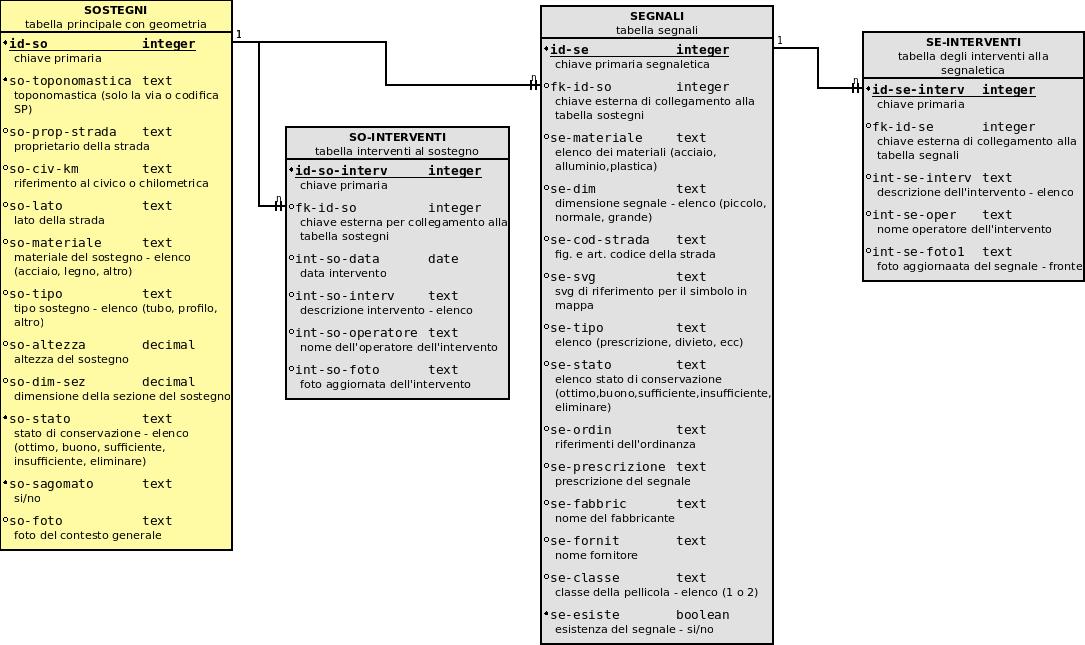 SOSTEGNI
tabella principale con geometria
id-so integer
chiave primaria
so-toponomastica text
toponomastica (solo la via o codifica
SP)
so-prop-strada text
proprietario della strada
so-civ-km text
riferimento al civico o chilometrica
so-lato text
lato della strada
so-materiale text
materiale del sostegno - elenco
(acciaio, legno, altro)
so-tipo text
tipo sostegno - elenco (tubo, profilo,
altro)
so-altezza decimal
altezza del sostegno
so-dim-sez decimal
dimensione della sezione del sostegno
so-stato text
stato di conservazione - elenco
(ottimo, buono, sufficiente,
insufficiente, eliminare)
so-sagomato text
si/no
so-foto text
foto del contesto generale
1
n
n
SO-INTERVENTI
tabella interventi al sostegno
id-so-interv integer
chiave primaria
fk-id-so integer
chiave esterna per collegamento alla
tabella sostegni
int-so-data date
data intervento
int-so-interv text
descrizione intervento - elenco
int-so-operatore text
nome dell'operatore dell'intervento
int-so-foto text
foto aggiornata dell'intervento
SEGNALI
tabella segnali
id-se integer
chiave primaria segnaletica
fk-id-so integer
chiave esterna di collegamento alla
tabella sostegni
se-materiale text
elenco dei materiali (acciaio,
alluminio,plastica)
se-dim text
dimensione segnale - elenco (piccolo,
normale, grande)
se-cod-strada text
fig. e art. codice della strada
se-svg text
svg di riferimento per il simbolo in
mappa
se-tipo text
elenco (prescrizione, divieto, ecc)
se-stato text
elenco stato di conservazione
(ottimo,buono,sufficiente,insufficiente,
eliminare)
se-ordin text
riferimenti dell'ordinanza
se-prescrizione text
prescrizione del segnale
se-fabbric text
nome del fabbricante
se-fornit text
nome fornitore
se-classe text
classe della pellicola - elenco (1 o 2)
se-esiste boolean
esistenza del segnale - si/no
1
n
SE-INTERVENTI
tabella degli interventi alla
segnaletica
id-se-interv integer
chiave primaria
fk-id-se integer
chiave esterna di collegamento alla
tabella segnali
int-se-interv text
descrizione dell'intervento - elenco
int-se-oper text
nome operatore dell'intervento
int-se-foto1 text
foto aggiornaata del segnale - fronte